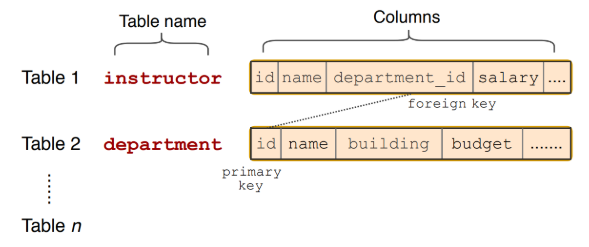 Table name Columns
Table 1 instructor id name department_id salary ....
foreign key
Table 2 department id name building budget .......
primary
key
Table n